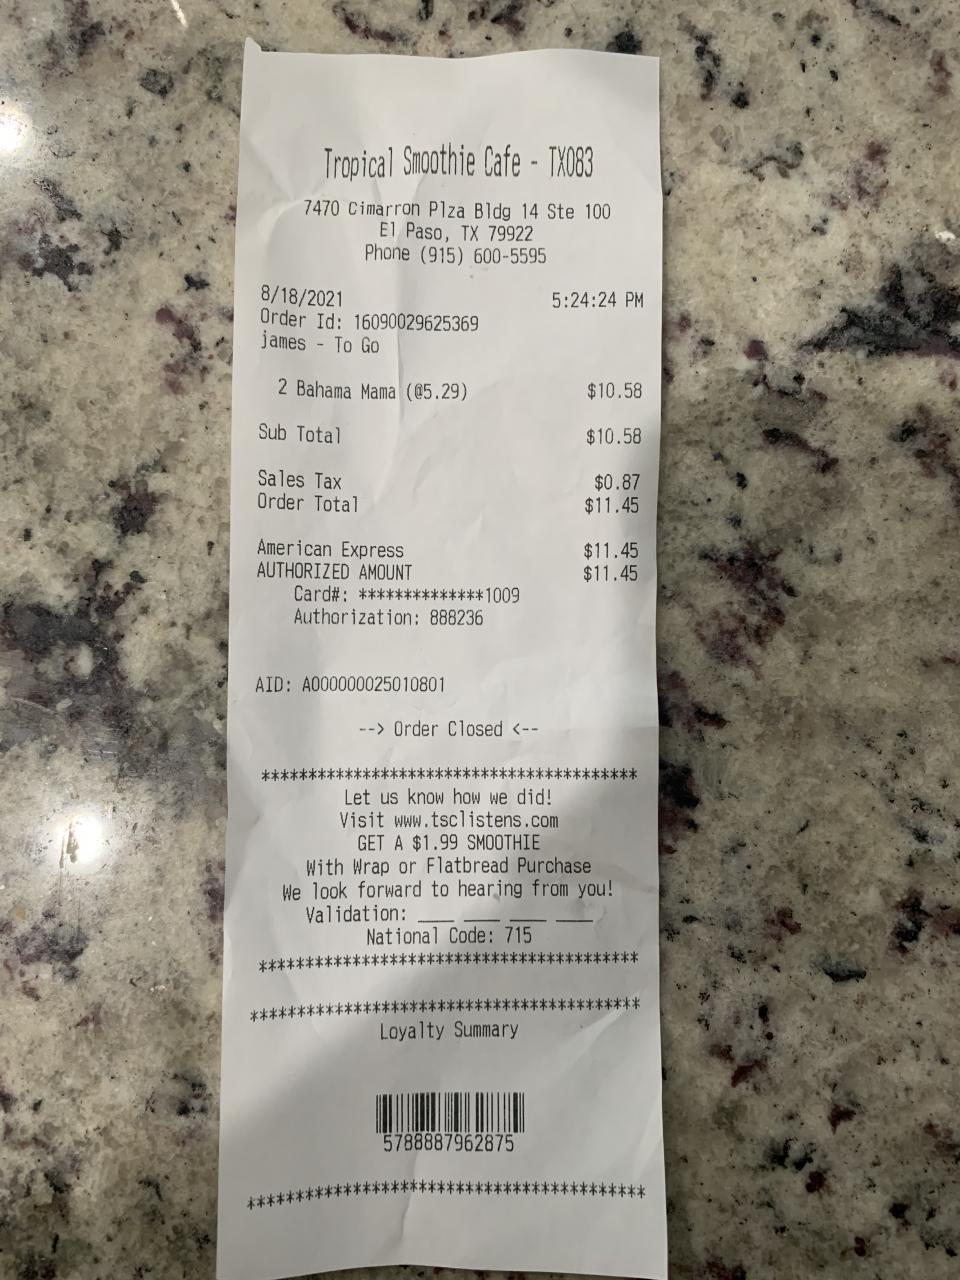 Tropical Smoothie Cafe - TX083
7470 Cimarron Plza Bldg 14 Ste 100
El Paso, TX 79922
Phone (915) 600-5595
8/18/2021 5:24:24 PM
Order Id: 16090029625369
james - To Go
2 Bahama Mama (@5.29) $10.58
Sub Total $10.58
Sales Tax $0.87
Order Total $11.45
American Express $11.45
AUTHORIZED AMOUNT $11.45
Card#: **************1009
Authorization: 888236
AID: A000000025010801
--> Order Closed <--
*****************************************
Let us know how we did!
Visit www.tsclistens.com
GET A $1.99 SMOOTHIE
With Wrap or Flatbread Purchase
We look forward to hearing from you!
Validation: ____ ____ ____ ____
National Code: 715
*****************************************
*****************************************
Loyalty Summary
5788887962875
*****************************************